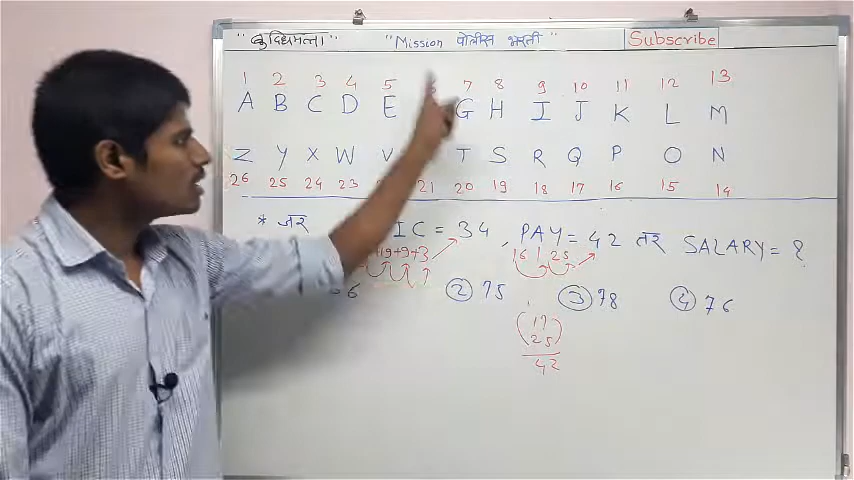 "बुद्धिमत्ता" "Mission पोलीस भरती" Subscribe
1 2 3 4 5 7 8 9 10 11 12 13
A B C D E G H I J K L M
Z Y X W V T S R Q P O N
26 25 24 23 21 20 19 18 17 16 15 14
* जर IC = 34 , PAY = 42 तर SALARY = ?
19+9+3 16 1 25
6 ② 75 ③ 78 ④ 76
(17
25)
42